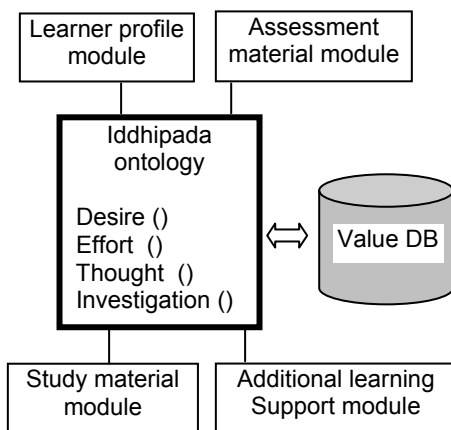 Learner profile
module
Assessment
material module
Iddhipada
ontology
Desire ()
Effort ()
Thought ()
Investigation ()
Value DB
Study material
module
Additional learning
Support module